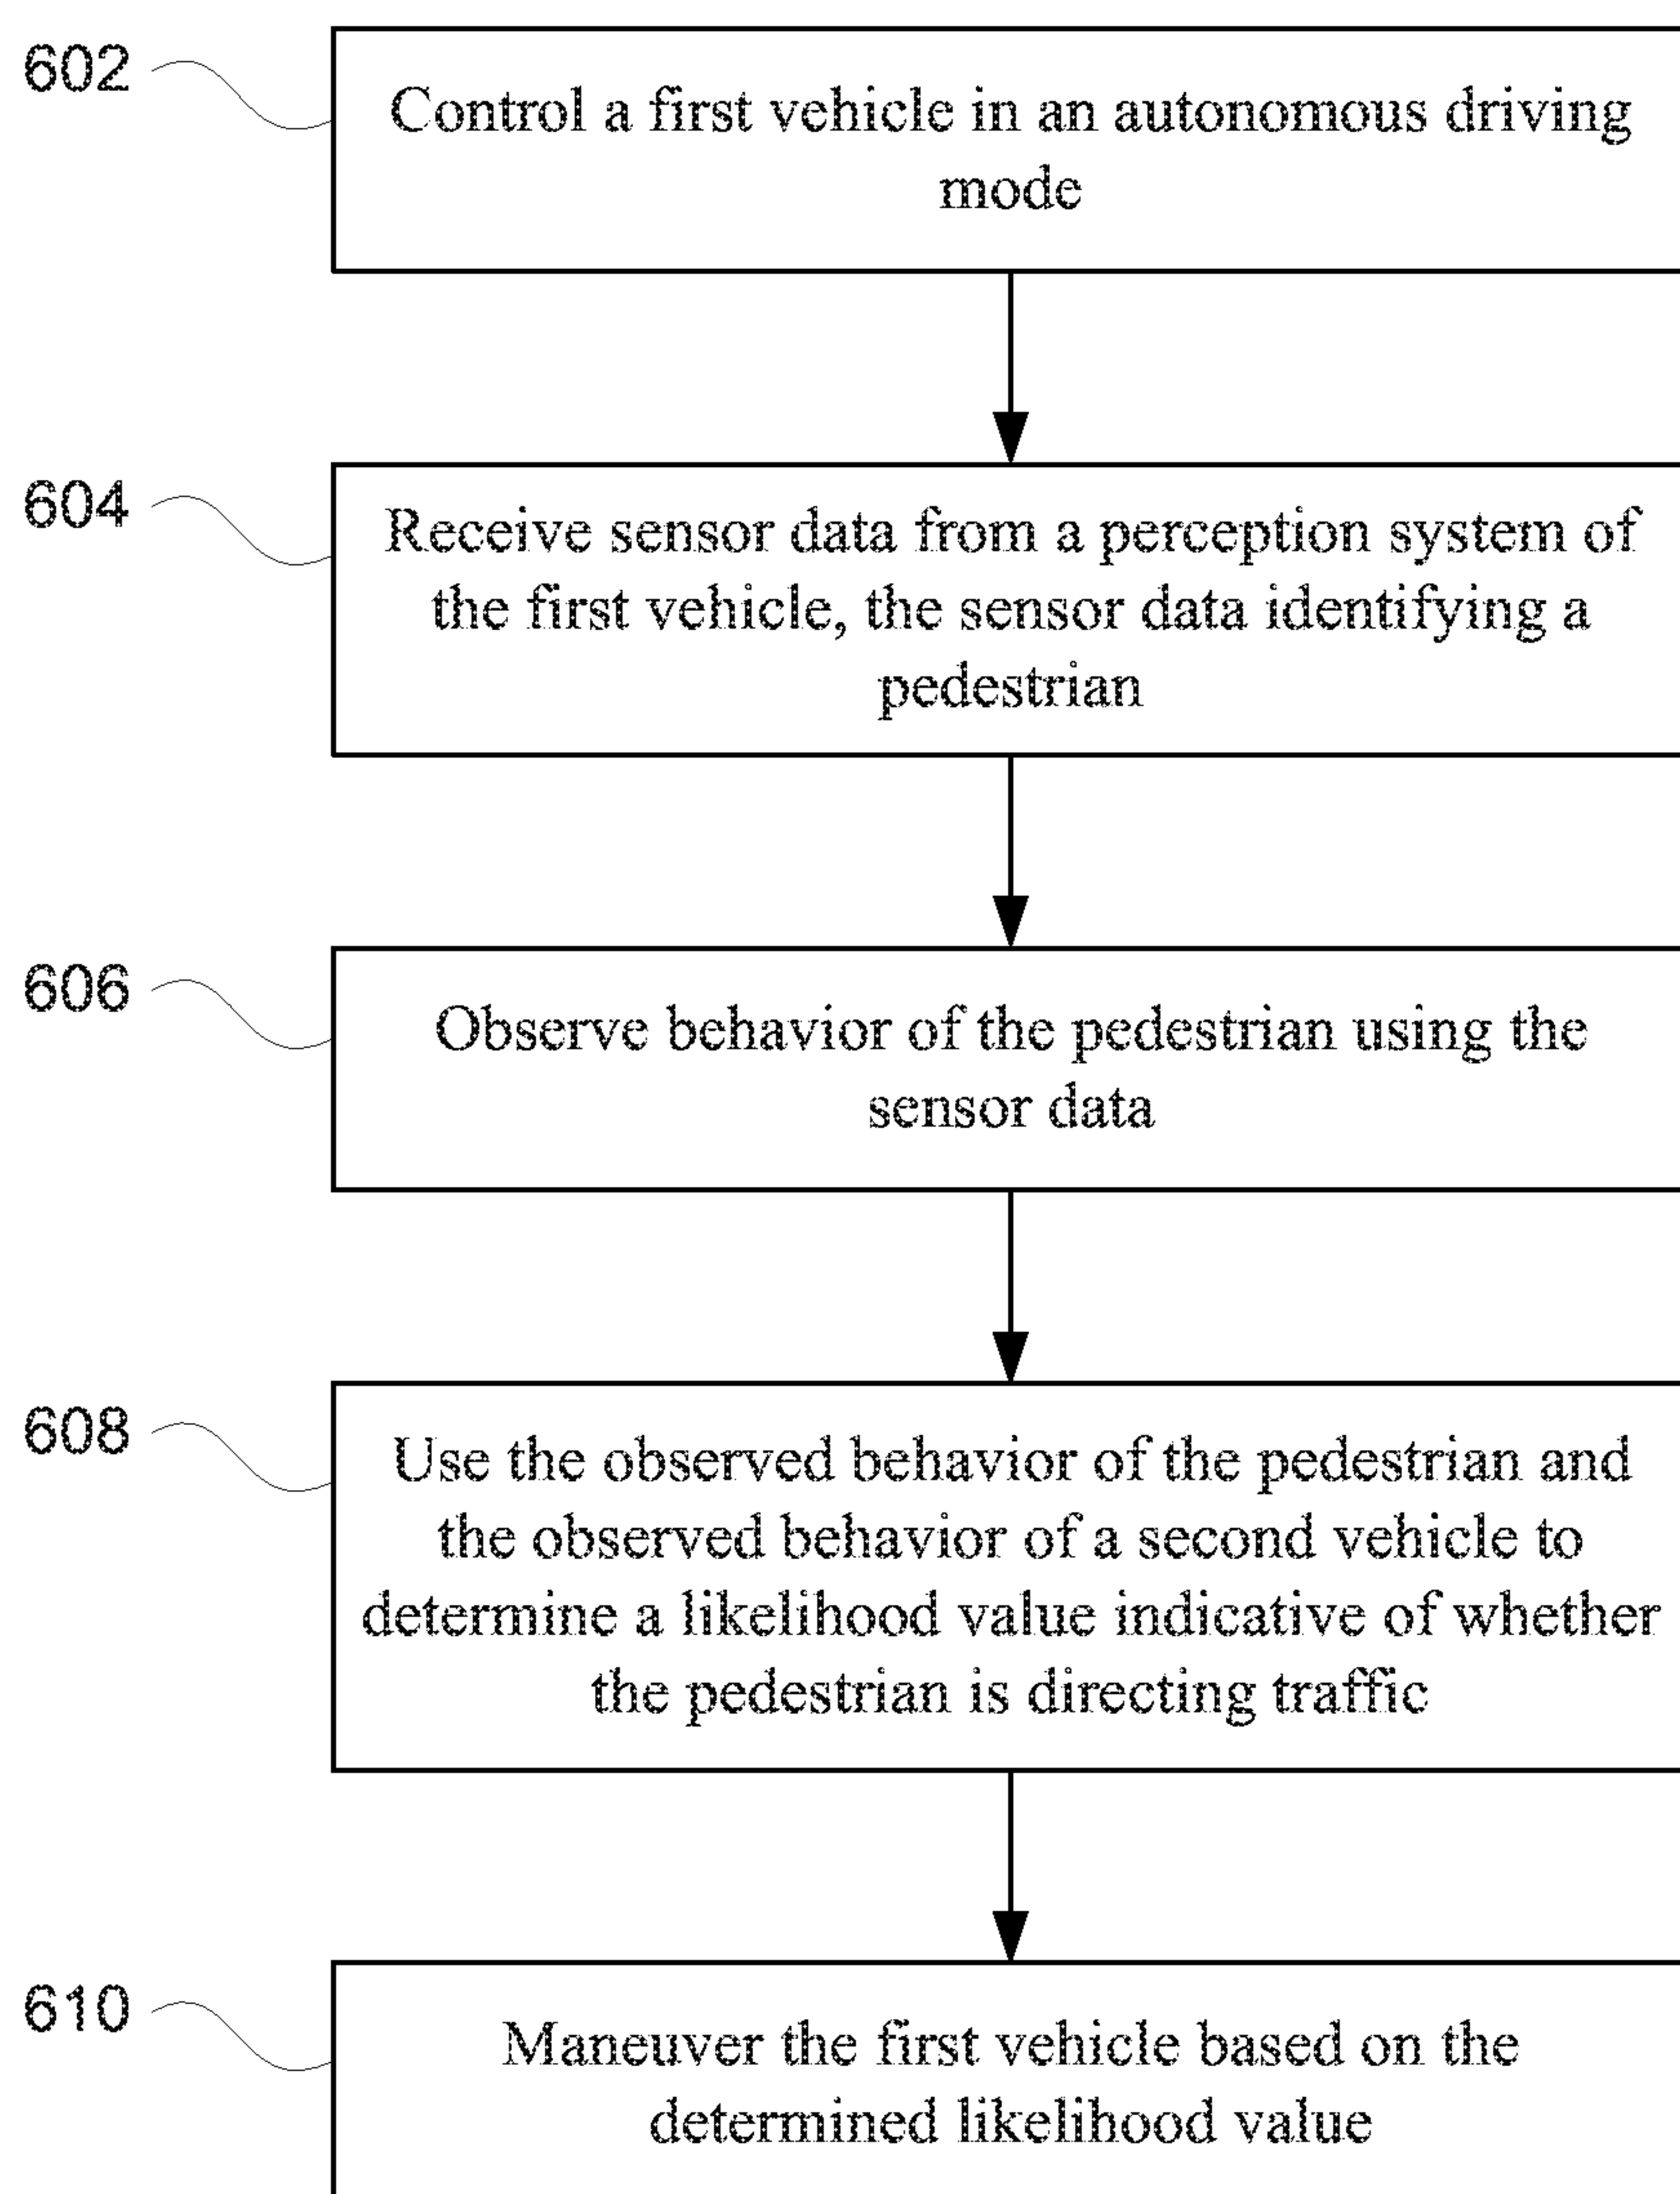 602
Control a first vehicle in an autonomous driving
mode
604
Receive sensor data from a perception system of
the first vehicle, the sensor data identifying a
pedestrian
606
Observe behavior of the pedestrian using the
sensor data
608
Use the observed behavior of the pedestrian and
the observed behavior of a second vehicle to
determine a likelihood value indicative of whether
the pedestrian is directing traffic
610
Maneuver the first vehicle based on the
determined likelihood value